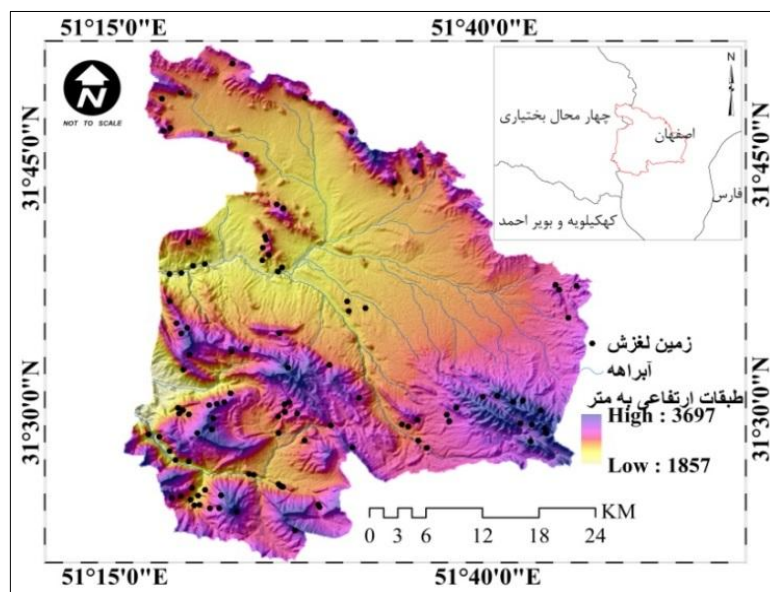 51°15'0"E
51°40'0"E
N
NOT TO SCALE
N
چهار محال بختیاری
اصفهان
فارس
کهکیلویه و بویر احمد
31°45'0"N
31°45'0"N
زمین لغزش
آبراهه
طبقات ارتفاعی به متر
High : 3697
Low : 1857
31°30'0"N
31°30'0"N
KM
0 3 6 12 18 24
51°15'0"E
51°40'0"E